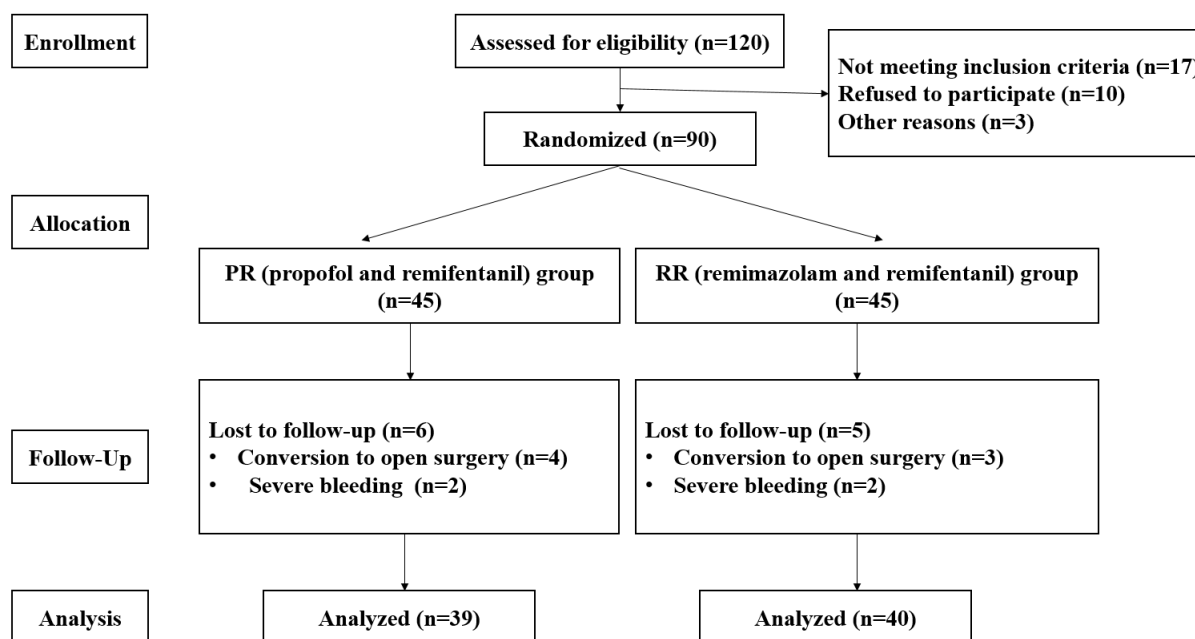 Enrollment
Assessed for eligibility (n=120)
Not meeting inclusion criteria (n=17)
Refused to participate (n=10)
Other reasons (n=3)
Randomized (n=90)
Allocation
PR (propofol and remifentanil) group
(n=45)
RR (remimazolam and remifentanil) group
(n=45)
Follow-Up
Lost to follow-up (n=6)
• Conversion to open surgery (n=4)
• Severe bleeding (n=2)
Lost to follow-up (n=5)
• Conversion to open surgery (n=3)
• Severe bleeding (n=2)
Analysis
Analyzed (n=39)
Analyzed (n=40)